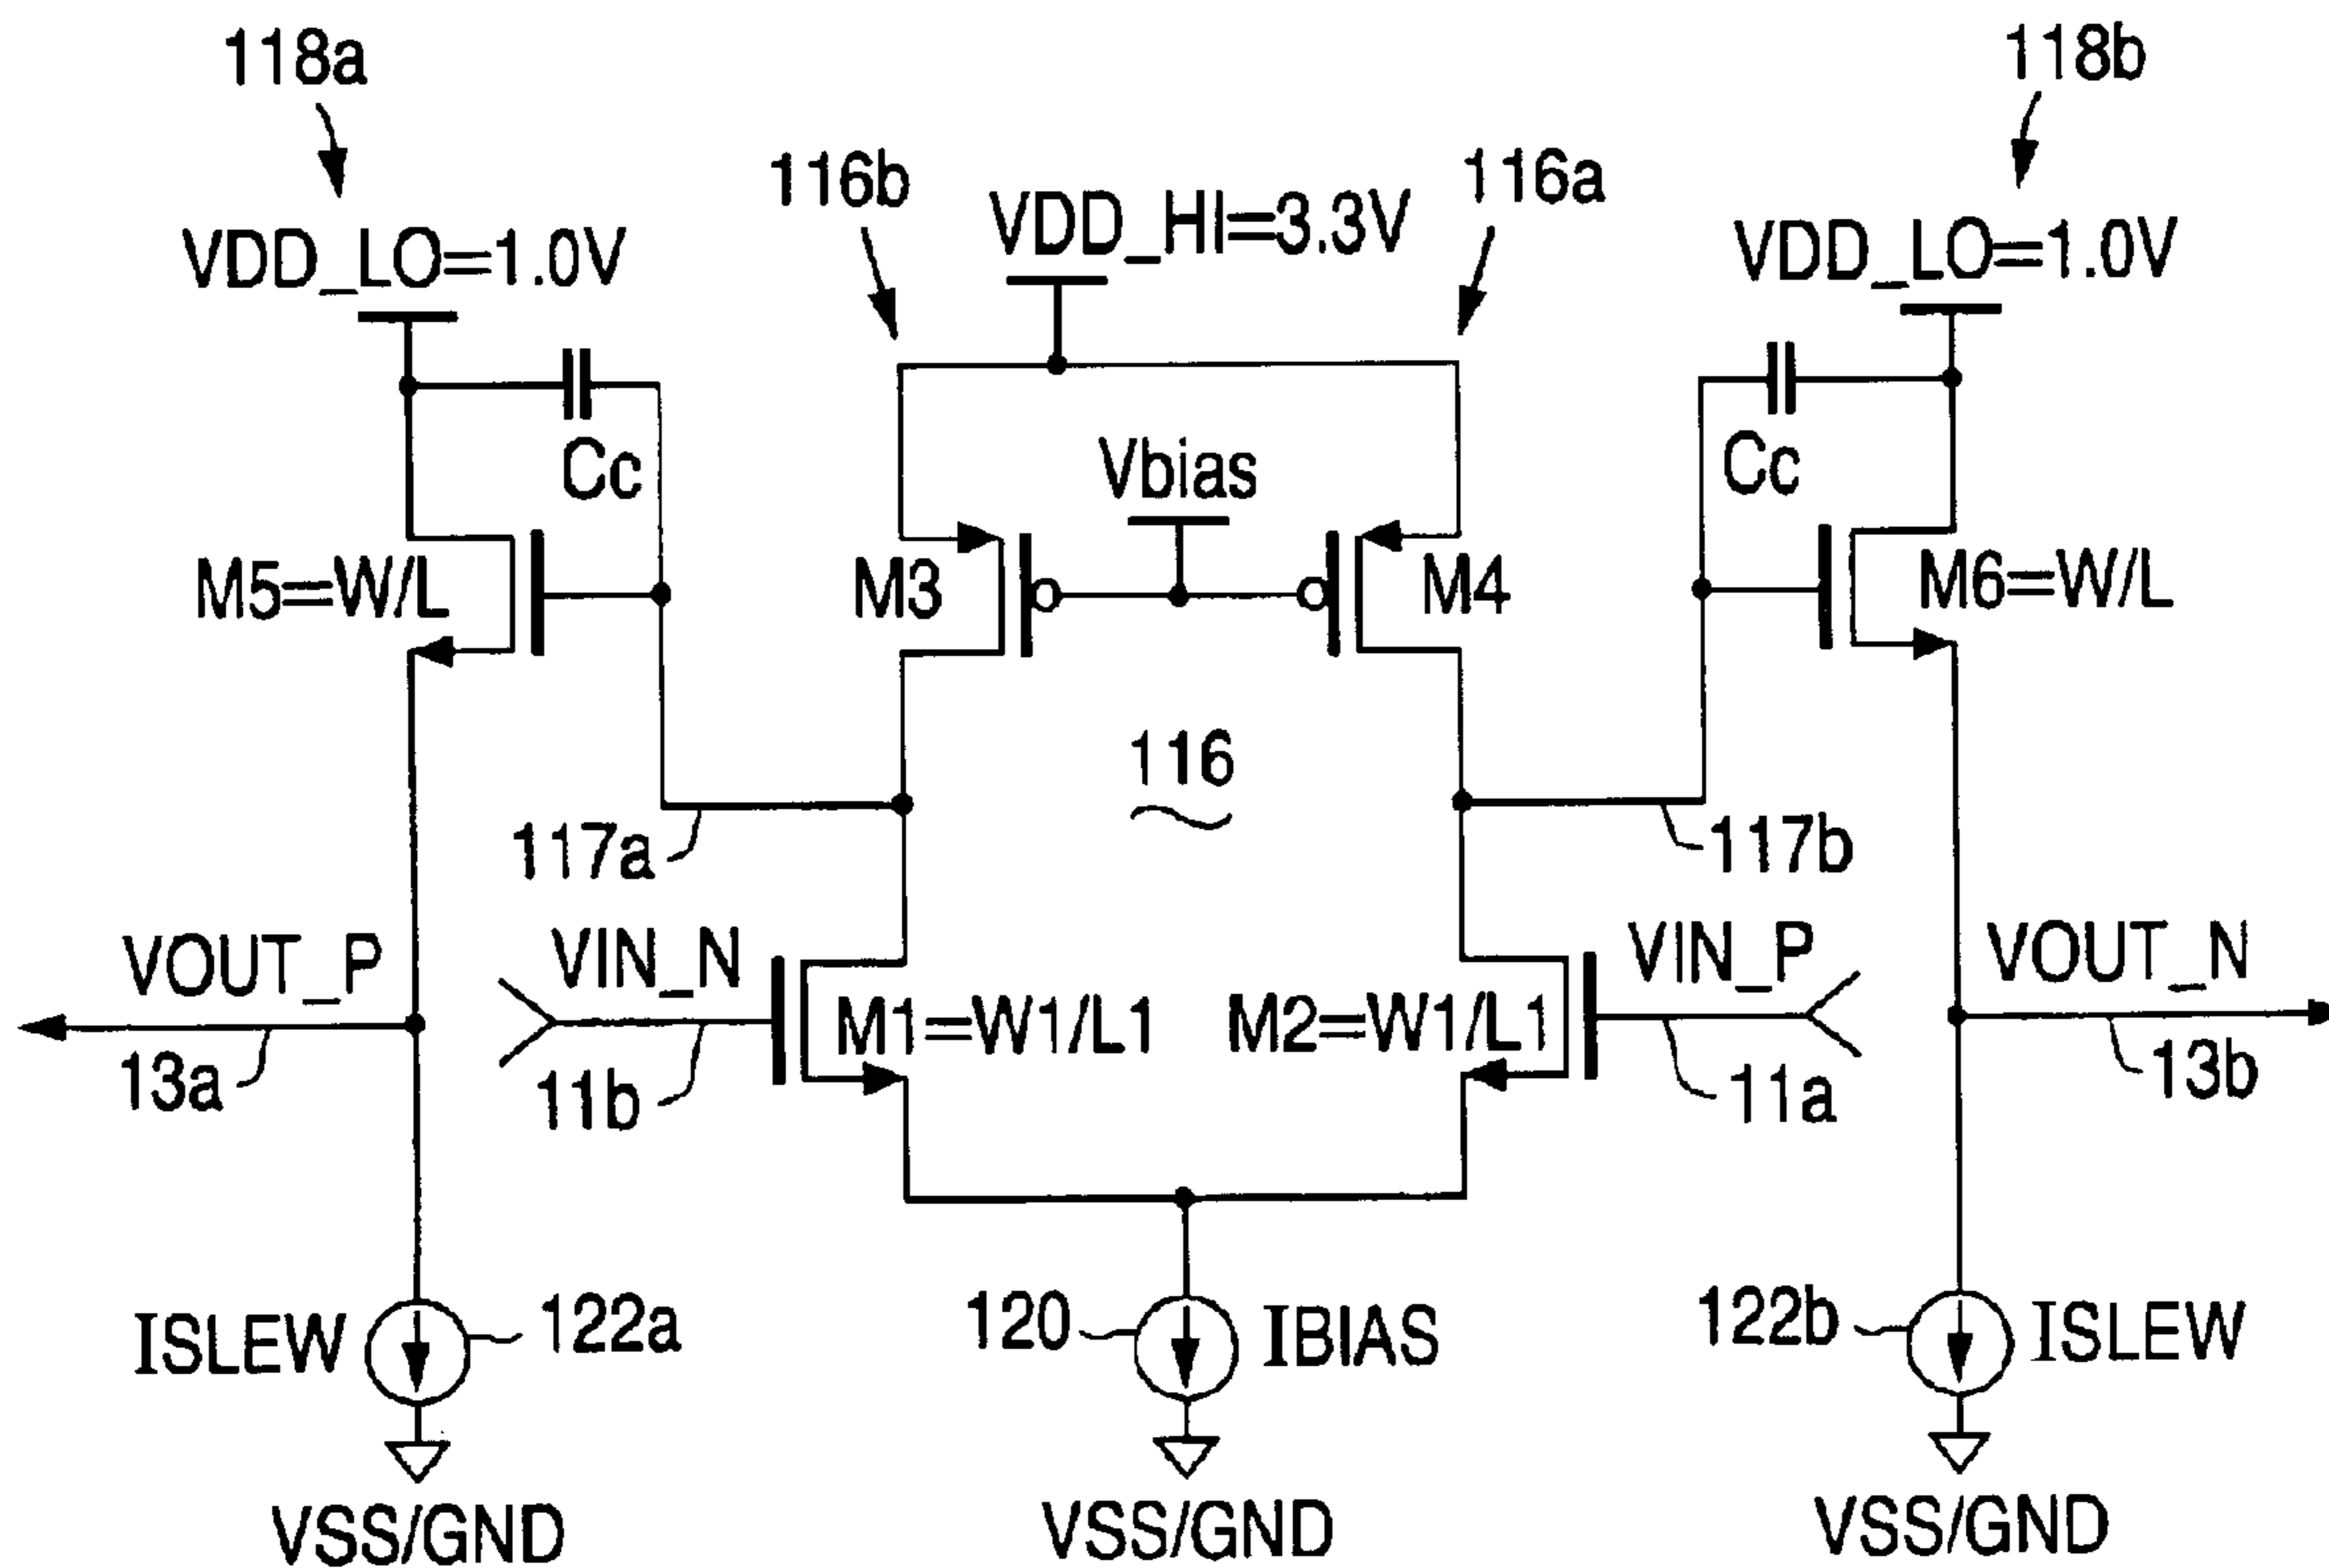 118a
118b
116b
116a
VDD_HI=3.3V
VDD_LO=1.0V
VDD_LO=1.0V
Cc
Vbias
Cc
M5=W/L
M3
M4
M6=W/L
116
117a
117b
VOUT_P
VIN_N
VIN_P
VOUT_N
M1=W1/L1
M2=W1/L1
13a
11b
11a
13b
ISLEW
122a
120
IBIAS
122b
ISLEW
VSS/GND
VSS/GND
VSS/GND